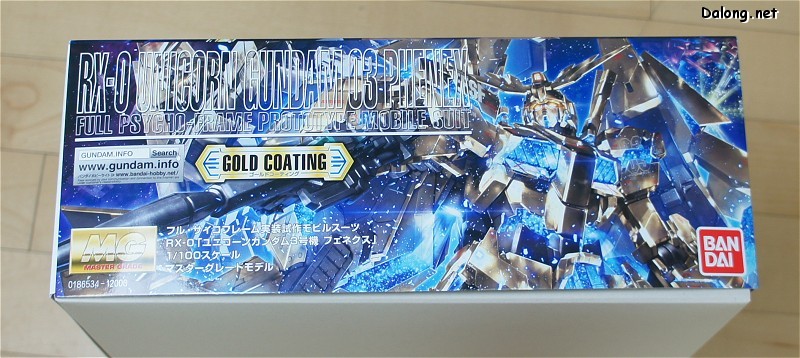 Dalong.net
RX-0 UNICORN GUNDAM 03 PHENEX
FULL PSYCHO-FRAME PROTOTYPE MOBILE SUIT
GUNDAM.INFO Search
www.gundam.info
www.bandai-hobby.net/
GOLD COATING
ゴールドコーティング
フル・サイコフレーム実装試作モビルスーツ
「RX-0 ユニコーンガンダム3号機 フェネクス」
1/100スケール
マスターグレードモデル
MG
MASTER GRADE
0186534-12000
BAN
DAI